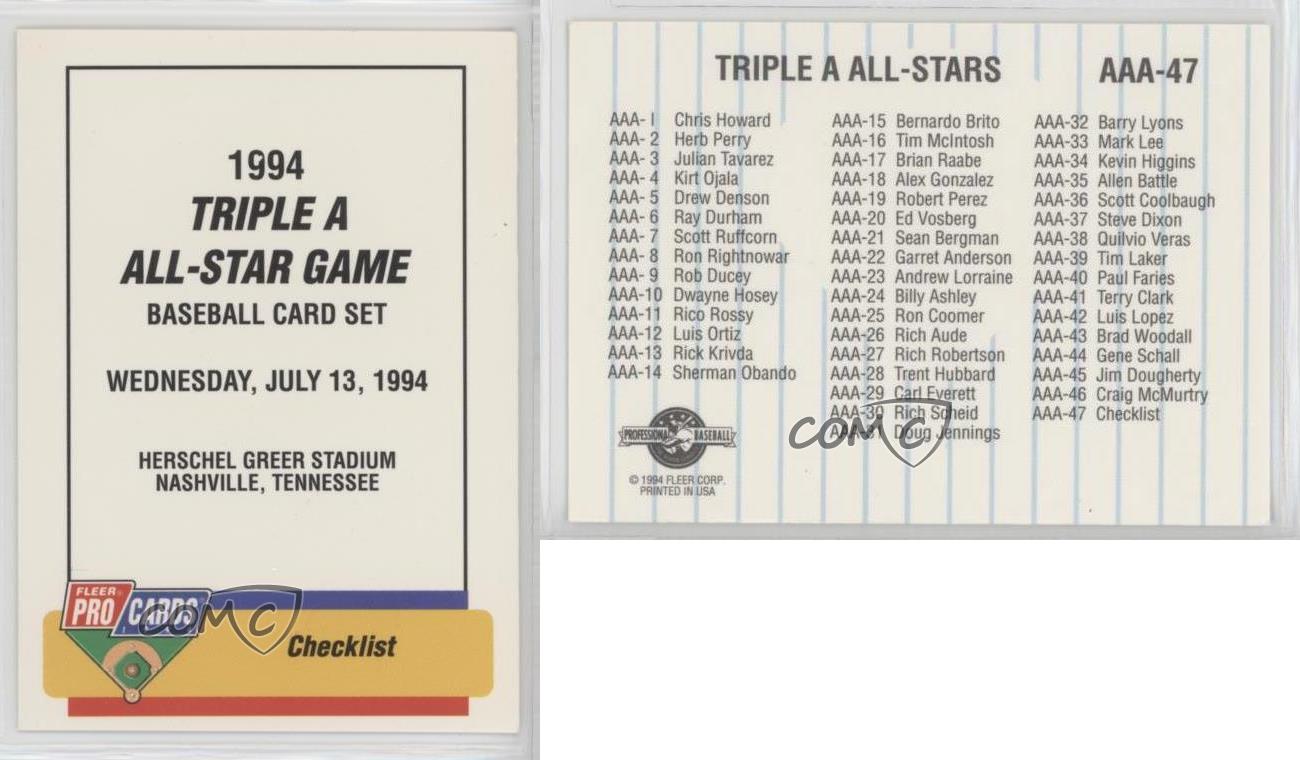 1994
TRIPLE A
ALL-STAR GAME
BASEBALL CARD SET
WEDNESDAY, JULY 13, 1994
HERSCHEL GREER STADIUM
NASHVILLE, TENNESSEE
FLEER®
PRO CARDS
COMC
Checklist
TRIPLE A ALL-STARS AAA-47
AAA- 1 Chris Howard
AAA- 2 Herb Perry
AAA- 3 Julian Tavarez
AAA- 4 Kirt Ojala
AAA- 5 Drew Denson
AAA- 6 Ray Durham
AAA- 7 Scott Ruffcorn
AAA- 8 Ron Rightnowar
AAA- 9 Rob Ducey
AAA-10 Dwayne Hosey
AAA-11 Rico Rossy
AAA-12 Luis Ortiz
AAA-13 Rick Krivda
AAA-14 Sherman Obando
AAA-15 Bernardo Brito
AAA-16 Tim McIntosh
AAA-17 Brian Raabe
AAA-18 Alex Gonzalez
AAA-19 Robert Perez
AAA-20 Ed Vosberg
AAA-21 Sean Bergman
AAA-22 Garret Anderson
AAA-23 Andrew Lorraine
AAA-24 Billy Ashley
AAA-25 Ron Coomer
AAA-26 Rich Aude
AAA-27 Rich Robertson
AAA-28 Trent Hubbard
AAA-29 Carl Everett
AAA-30 Rich Scheid
AAA-31 Doug Jennings
AAA-32 Barry Lyons
AAA-33 Mark Lee
AAA-34 Kevin Higgins
AAA-35 Allen Battle
AAA-36 Scott Coolbaugh
AAA-37 Steve Dixon
AAA-38 Quilvio Veras
AAA-39 Tim Laker
AAA-40 Paul Faries
AAA-41 Terry Clark
AAA-42 Luis Lopez
AAA-43 Brad Woodall
AAA-44 Gene Schall
AAA-45 Jim Dougherty
AAA-46 Craig McMurtry
AAA-47 Checklist
PROFESSIONAL BASEBALL
© 1994 FLEER CORP.
PRINTED IN USA
COMC